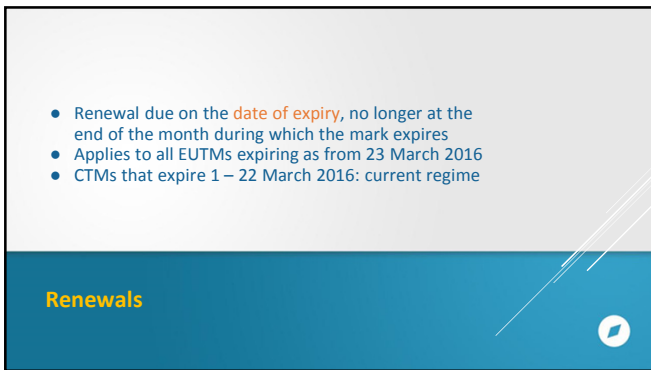 ● Renewal due on the date of expiry, no longer at the
end of the month during which the mark expires
● Applies to all EUTMs expiring as from 23 March 2016
● CTMs that expire 1 – 22 March 2016: current regime
Renewals